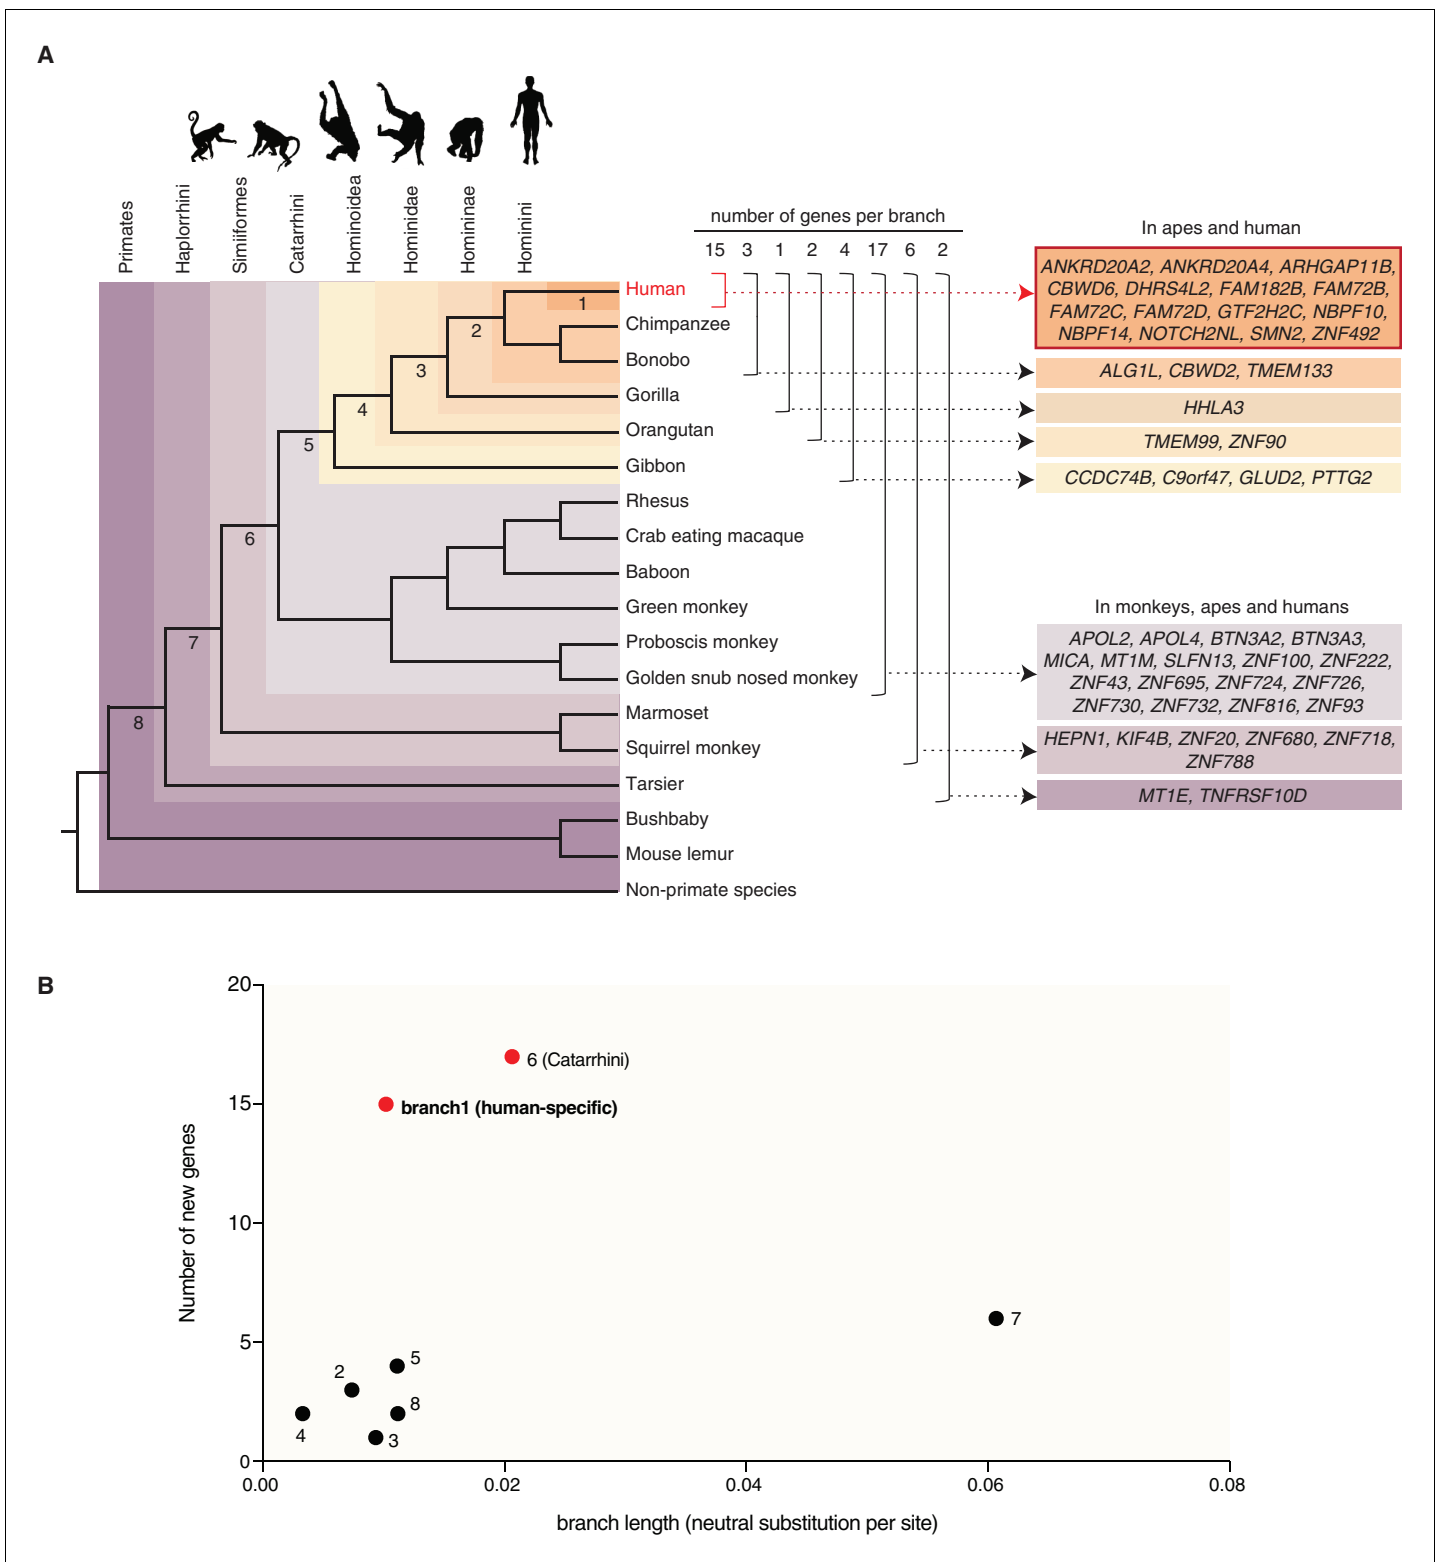 A
Primates
Haplorrhini
Simiiformes
Catarrhini
Hominoidea
Hominidae
Homininae
Hominini
number of genes per branch
15 3 1 2 4 17 6 2
In apes and human
ANKRD20A2, ANKRD20A4, ARHGAP11B,
CBWD6, DHRS4L2, FAM182B, FAM72B,
FAM72C, FAM72D, GTF2H2C, NBPF10,
NBPF14, NOTCH2NL, SMN2, ZNF492
ALG1L, CBWD2, TMEM133
HHLA3
TMEM99, ZNF90
CCDC74B, C9orf47, GLUD2, PTTG2
In monkeys, apes and humans
APOL2, APOL4, BTN3A2, BTN3A3,
MICA, MT1M, SLFN13, ZNF100, ZNF222,
ZNF43, ZNF695, ZNF724, ZNF726,
ZNF730, ZNF732, ZNF816, ZNF93
HEPN1, KIF4B, ZNF20, ZNF680, ZNF718,
ZNF788
MT1E, TNFRSF10D
Human
Chimpanzee
Bonobo
Gorilla
Orangutan
Gibbon
Rhesus
Crab eating macaque
Baboon
Green monkey
Proboscis monkey
Golden snub nosed monkey
Marmoset
Squirrel monkey
Tarsier
Bushbaby
Mouse lemur
Non-primate species
1
2
3
4
5
6
7
8
B
Number of new genes
20
15
10
5
0
6 (Catarrhini)
branch1 (human-specific)
7
5
2
8
4
3
0.00 0.02 0.04 0.06 0.08
branch length (neutral substitution per site)